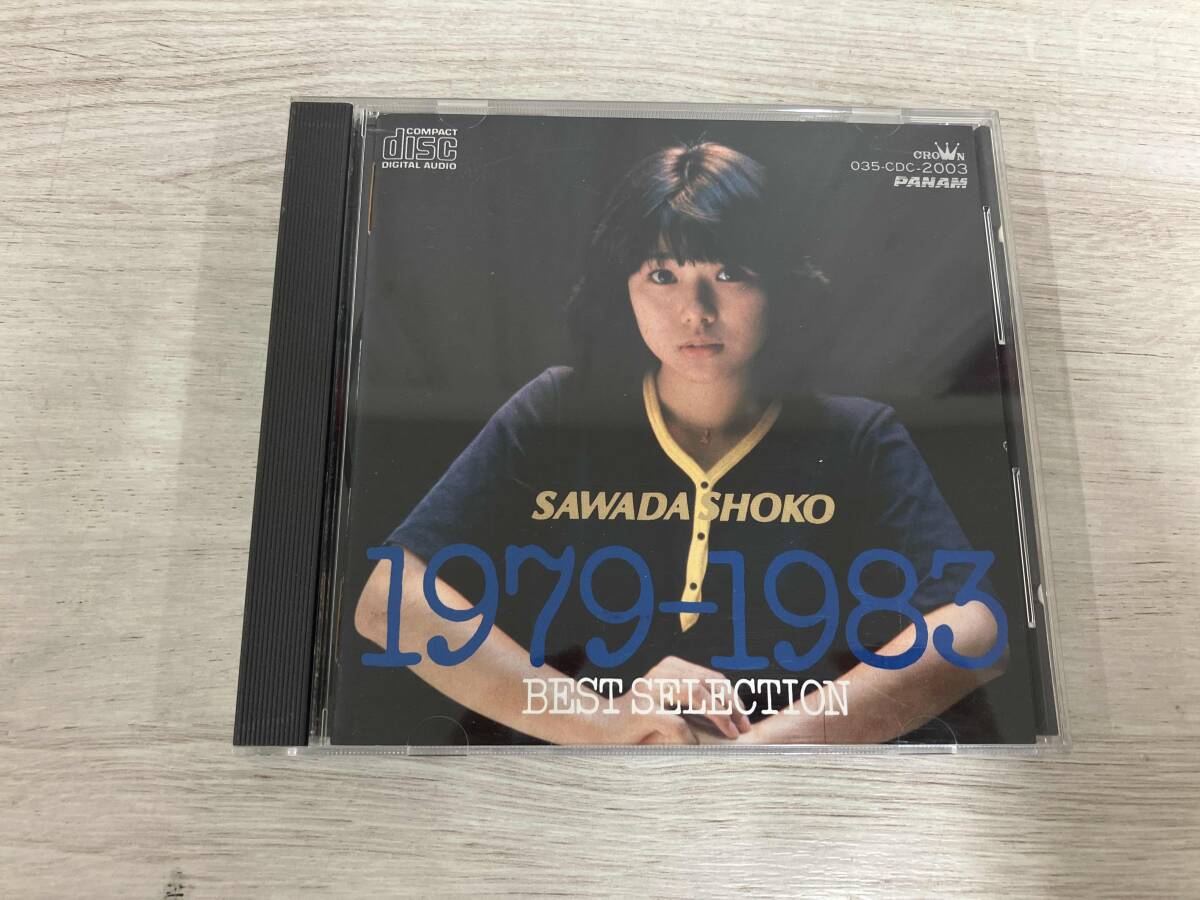 COMPACT
disc
DIGITAL AUDIO
CROWN
035-CDC-2003
PANAM
SAWADA SHOKO
1979-1983
BEST SELECTION